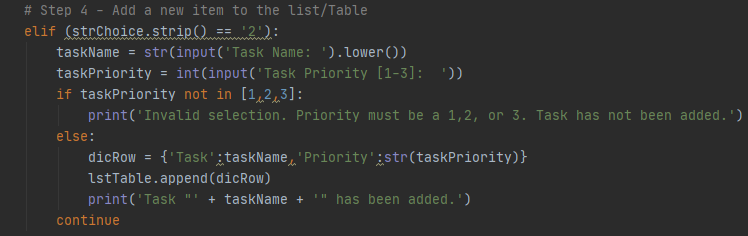 # Step 4 - Add a new item to the list/Table
elif (strChoice.strip() == '2'):
    taskName = str(input('Task Name: ').lower())
    taskPriority = int(input('Task Priority [1-3]:  '))
    if taskPriority not in [1,2,3]:
        print('Invalid selection. Priority must be a 1,2, or 3. Task has not been added.')
    else:
        dicRow = {'Task':taskName,'Priority':str(taskPriority)}
        lstTable.append(dicRow)
        print('Task "' + taskName + '" has been added.')
    continue